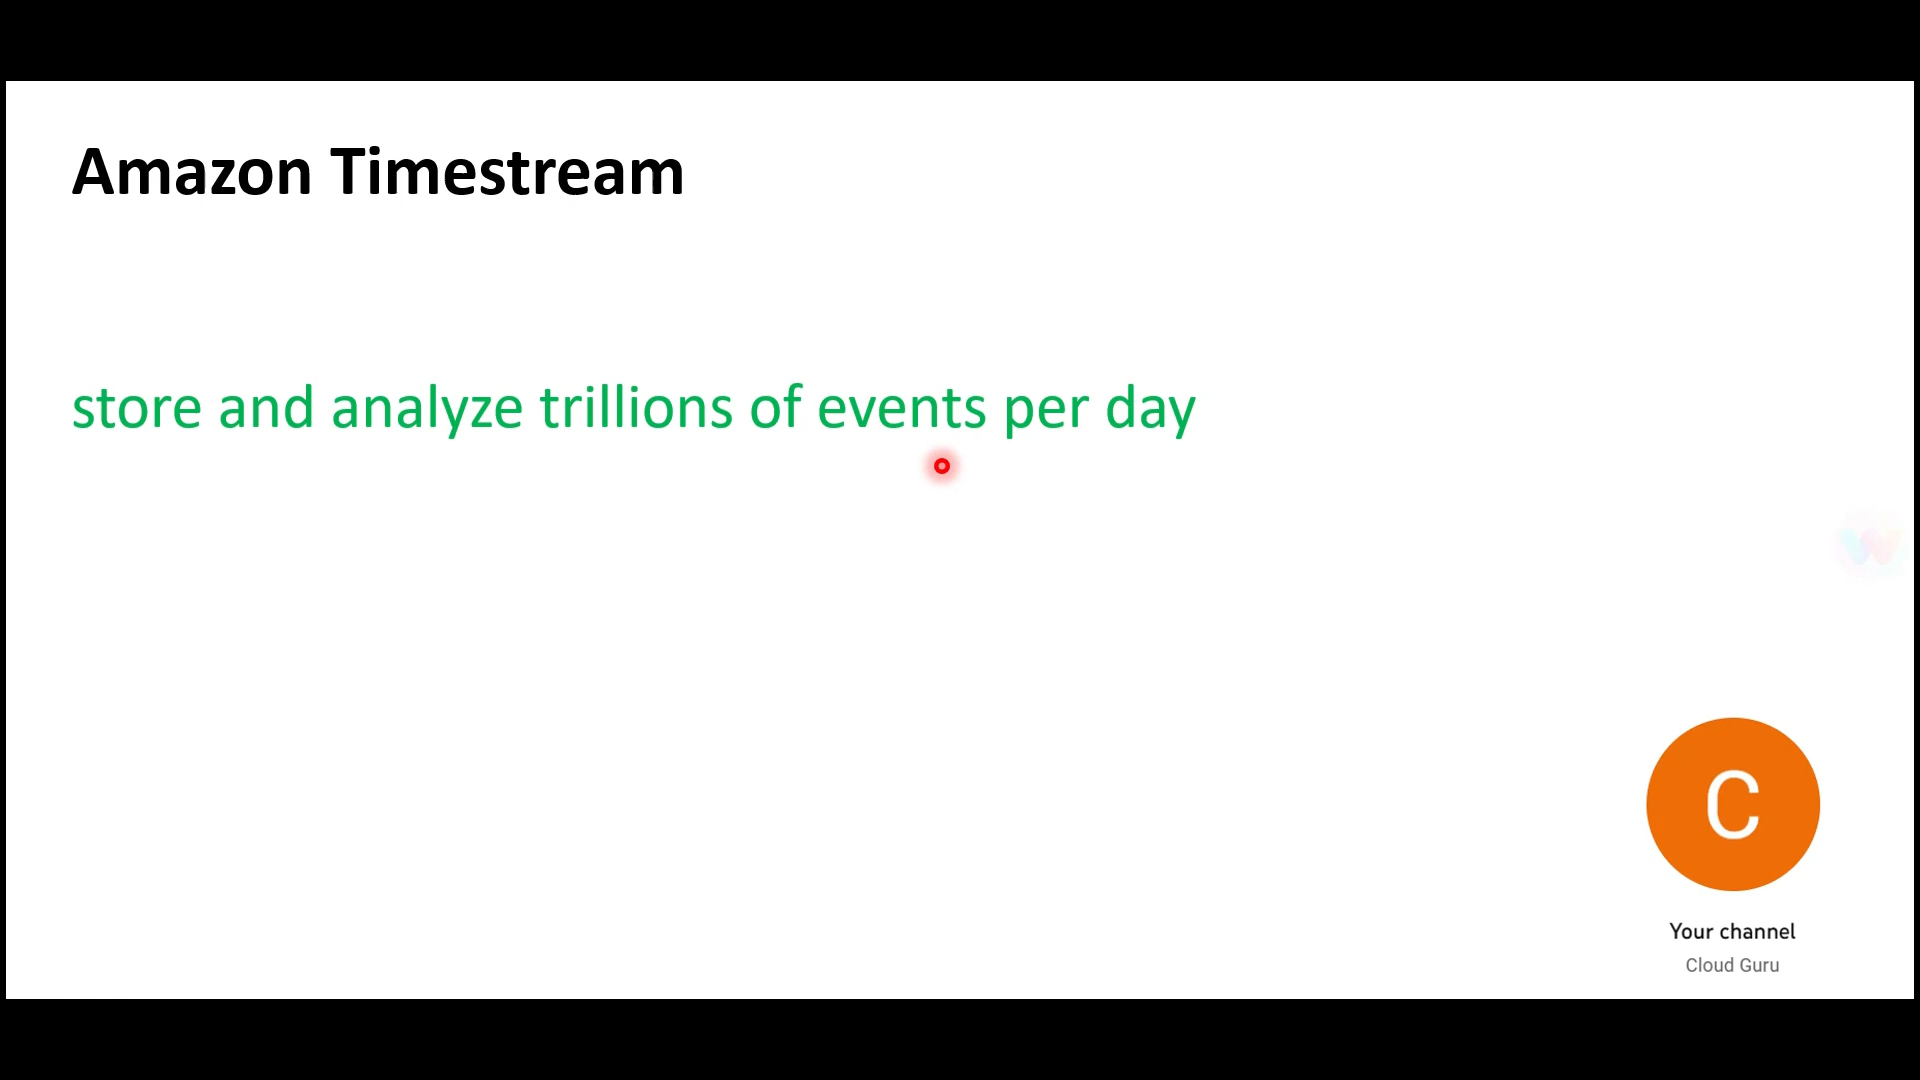 Amazon Timestream
store and analyze trillions of events per day
C
Your channel
Cloud Guru